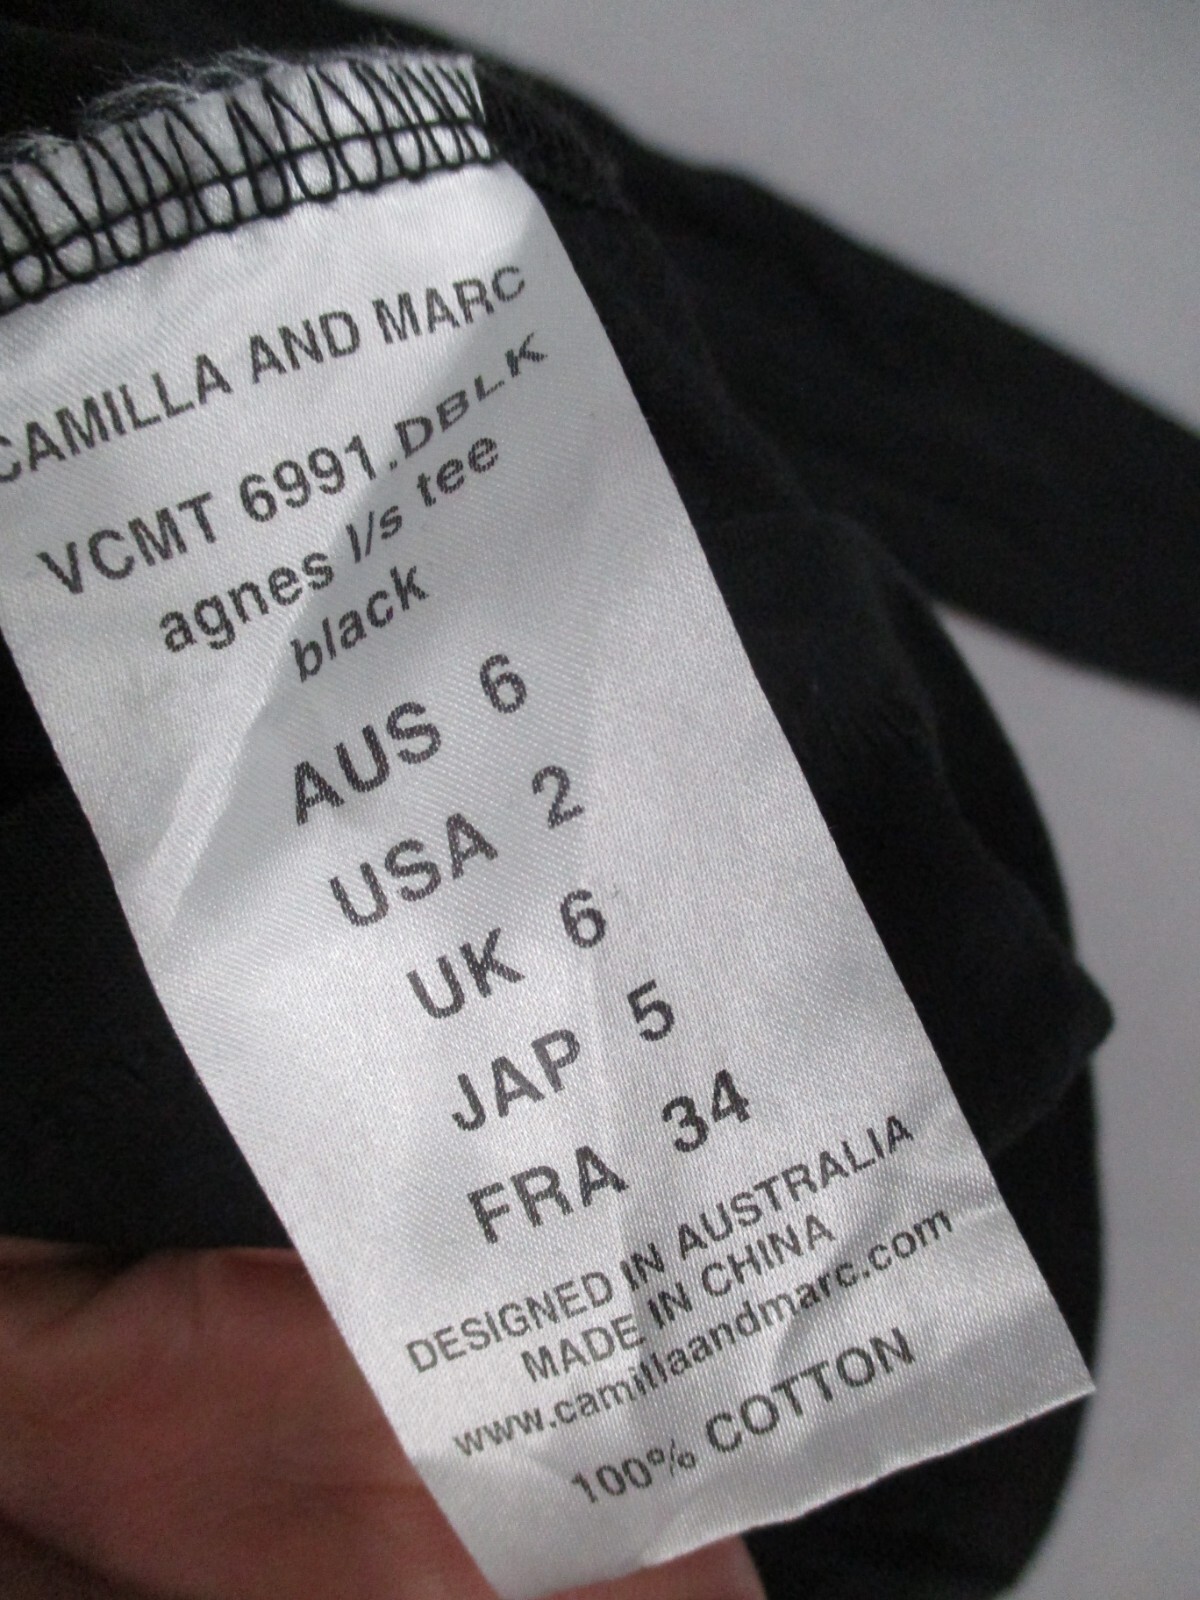 CAMILLA AND MARC
VCMT 6991.DBLK
agnes l/s tee
black
AUS 6
USA 2
UK 6
JAP 5
FRA 34
DESIGNED IN AUSTRALIA
MADE IN CHINA
www.camillaandmarc.com
100% COTTON